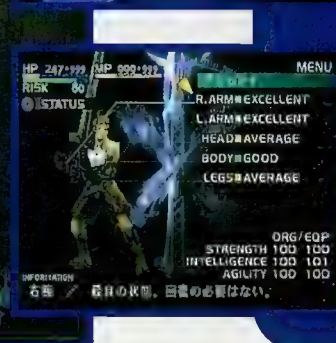 HP 247/999 MP 999/999
MENU
RISK 80
STATUS
R.ARM EXCELLENT
L.ARM EXCELLENT
HEAD AVERAGE
BODY GOOD
LEGS AVERAGE
ORG/EQP
STRENGTH 100 100
INTELLIGENCE 100 101
AGILITY 100 100
INFORMATION
右腕 / 最良の状態。回復の必要はない。